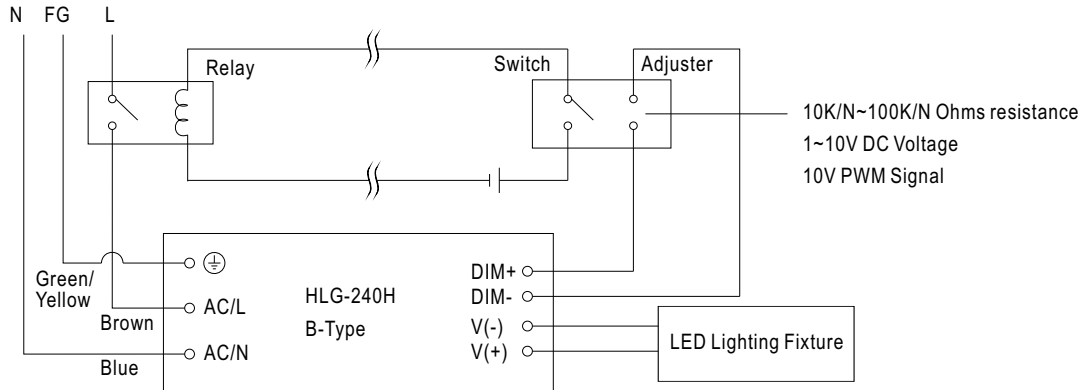 N FG L
Relay
Switch
Adjuster
10K/N~100K/N Ohms resistance
1~10V DC Voltage
10V PWM Signal
Green/
Yellow
Brown
Blue
AC/L
AC/N
HLG-240H
B-Type
DIM+
DIM-
V(-)
V(+)
LED Lighting Fixture